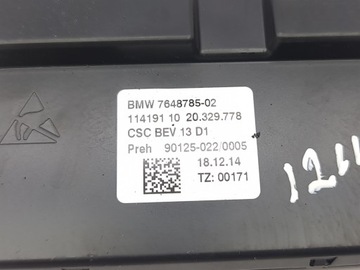 BMW 7648785-02
114191 10 20.329.778
CSC BEV 13 D1
Preh 90125-022/0005
18.12.14
TZ: 00171